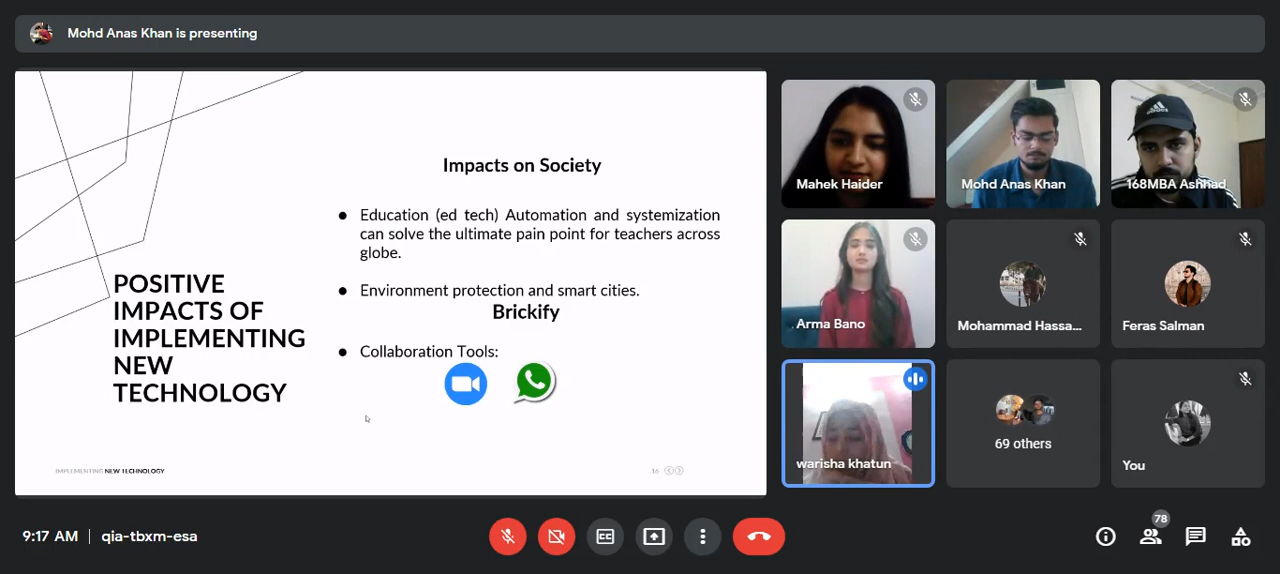 Mohd Anas Khan is presenting
POSITIVE
IMPACTS OF
IMPLEMENTING
NEW
TECHNOLOGY
Impacts on Society
Education (ed tech) Automation and systemization
can solve the ultimate pain point for teachers across
globe.
Environment protection and smart cities.
Brickify
Collaboration Tools:
IMPLEMENTING NEW TECHNOLOGY
16
Mahek Haider
Mohd Anas Khan
168MBA Ashhad
adidas
Arma Bano
Mohammad Hassa...
Feras Salman
warisha khatun
69 others
You
9:17 AM | qia-tbxm-esa
CC
78